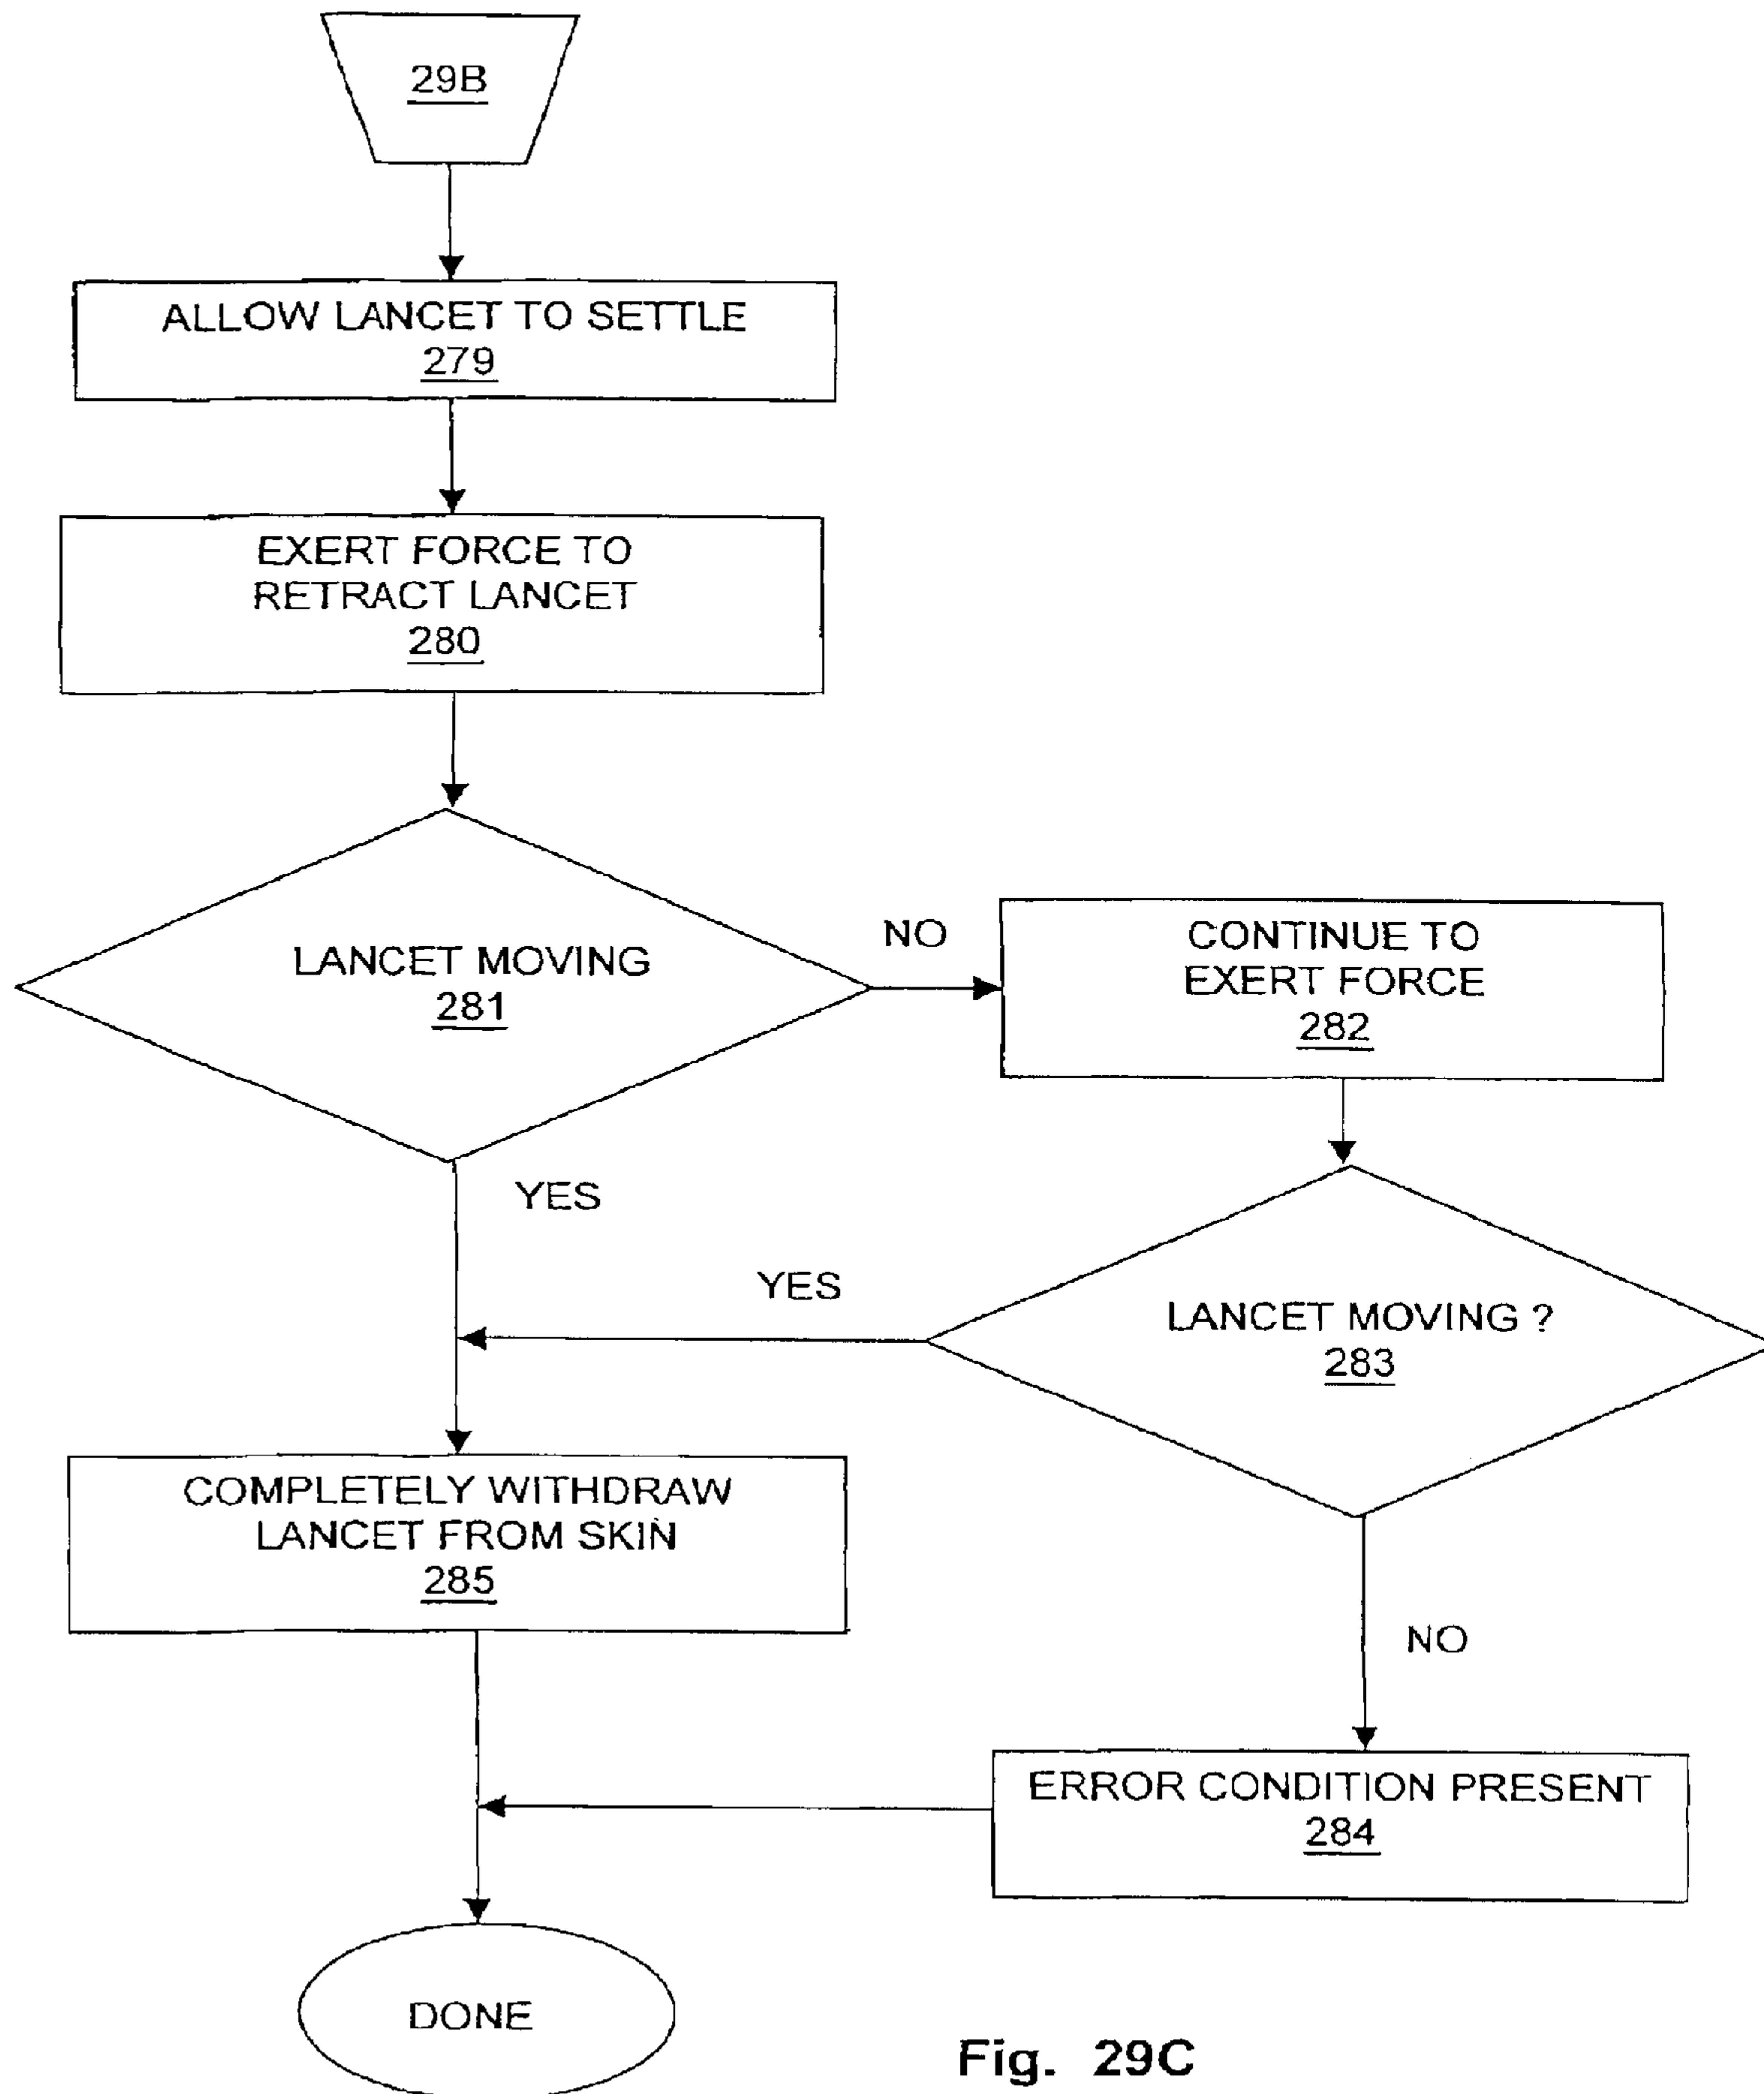 29B
ALLOW LANCET TO SETTLE
279
EXERT FORCE TO
RETRACT LANCET
280
LANCET MOVING
281
NO
CONTINUE TO
EXERT FORCE
282
YES
YES
LANCET MOVING ?
283
COMPLETELY WITHDRAW
LANCET FROM SKIN
285
NO
ERROR CONDITION PRESENT
284
DONE
Fig. 29C